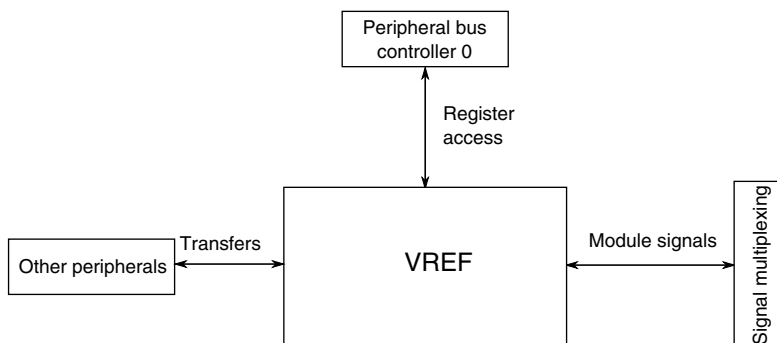 Peripheral bus
controller 0
Register
access
Transfers
Other peripherals
VREF
Module signals
Signal multiplexing